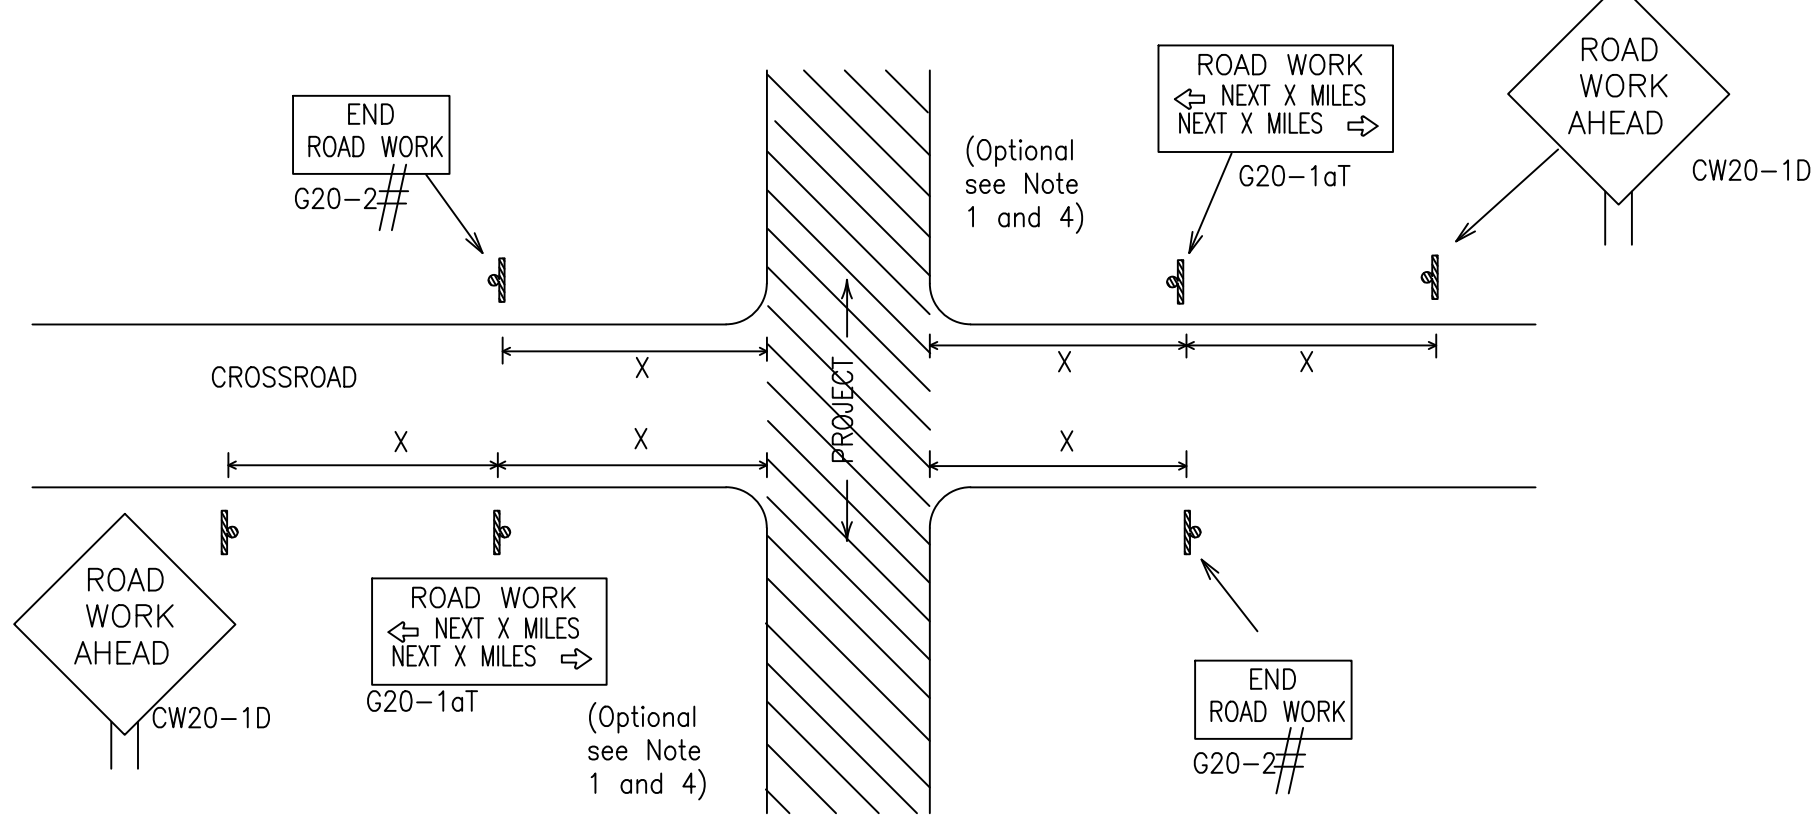 END
ROAD WORK
G20-2
(Optional
see Note
1 and 4)
ROAD WORK
NEXT X MILES
NEXT X MILES
G20-1aT
ROAD
WORK
AHEAD
CW20-1D
X
X
X
CROSSROAD
PROJECT
X
X
X
ROAD
WORK
AHEAD
CW20-1D
ROAD WORK
NEXT X MILES
NEXT X MILES
G20-1aT
(Optional
see Note
1 and 4)
END
ROAD WORK
G20-2